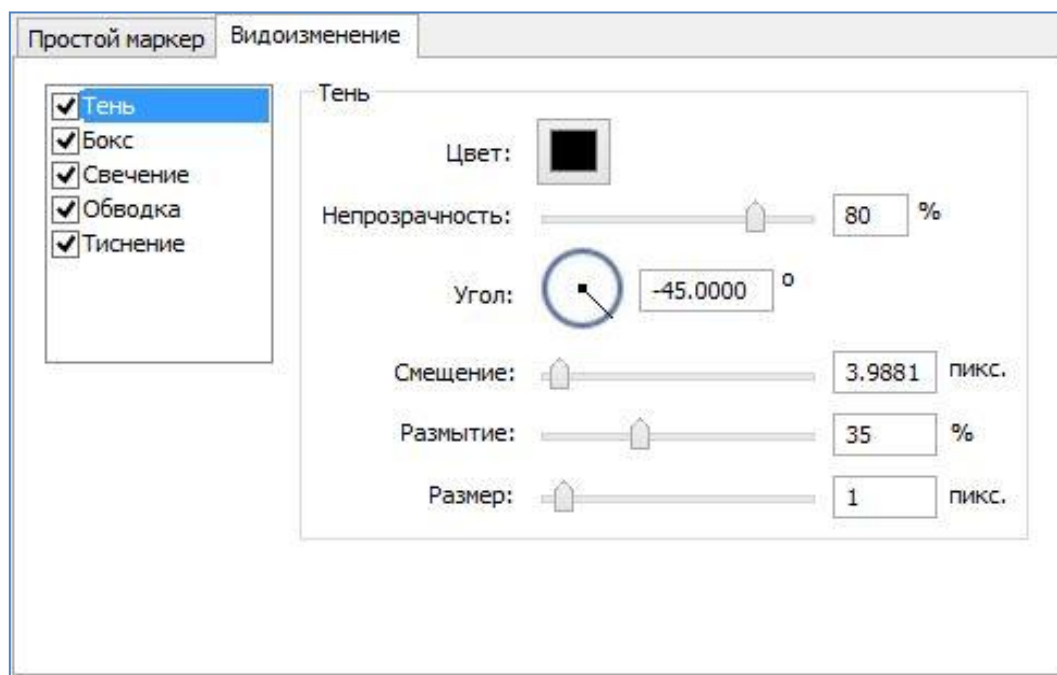 Простой маркер Видоизменение
Тень
Бокс
Свечение
Обводка
Тиснение
Тень
Цвет:
Непрозрачность: 80 %
Угол: -45.0000 o
Смещение: 3.9881 пикс.
Размытие: 35 %
Размер: 1 пикс.